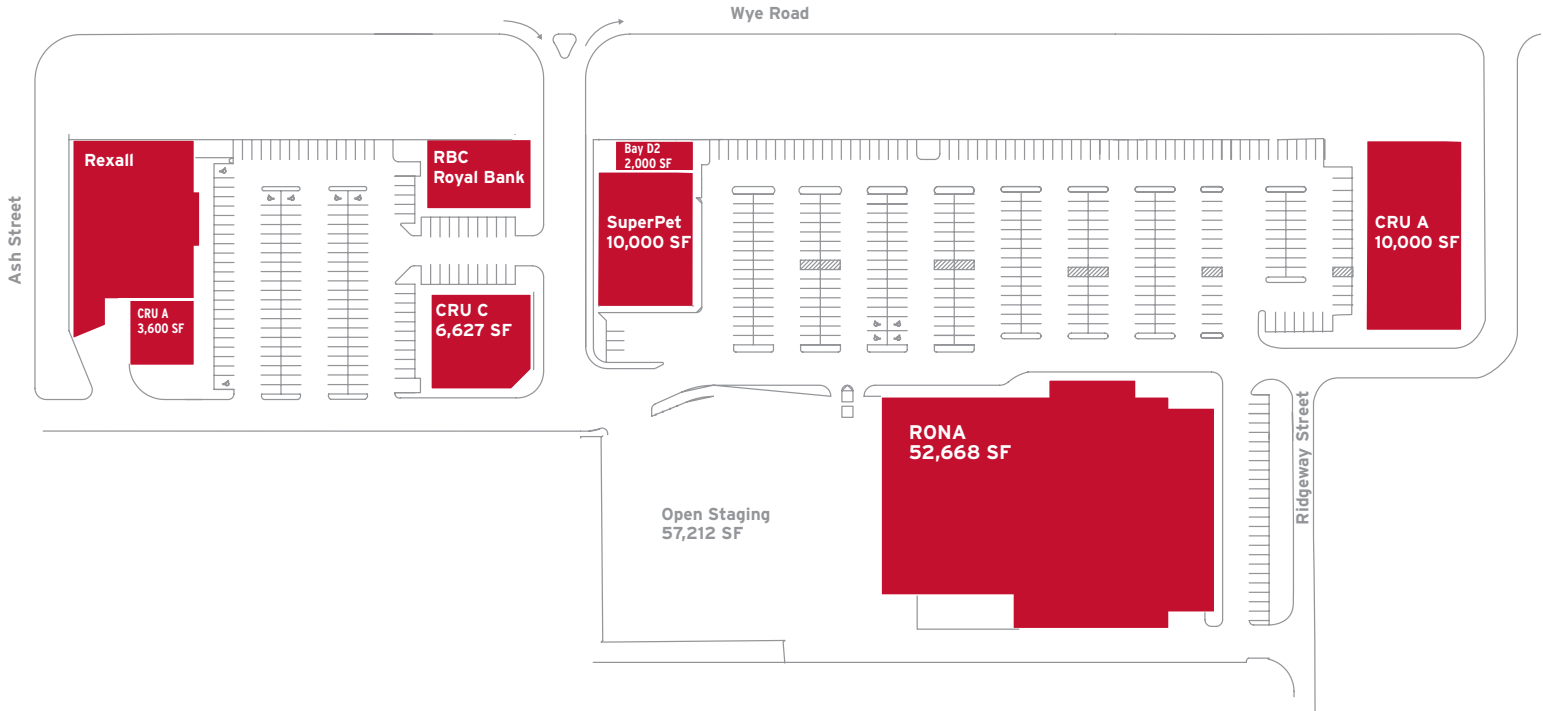 Wye Road
Ash Street
Rexall
RBC
Royal Bank
Bay D2
2,000 SF
SuperPet
10,000 SF
CRU A
10,000 SF
CRU A
3,600 SF
CRU C
6,627 SF
RONA
52,668 SF
Open Staging
57,212 SF
Ridgeway Street